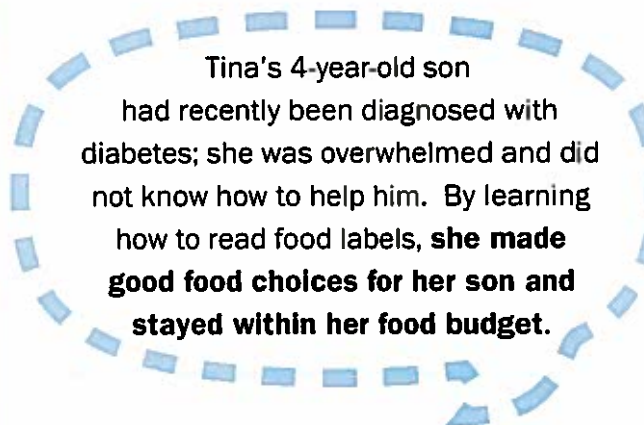 Tina's 4-year-old son
had recently been diagnosed with
diabetes; she was overwhelmed and did
not know how to help him.  By learning
how to read food labels, she made
good food choices for her son and
stayed within her food budget.